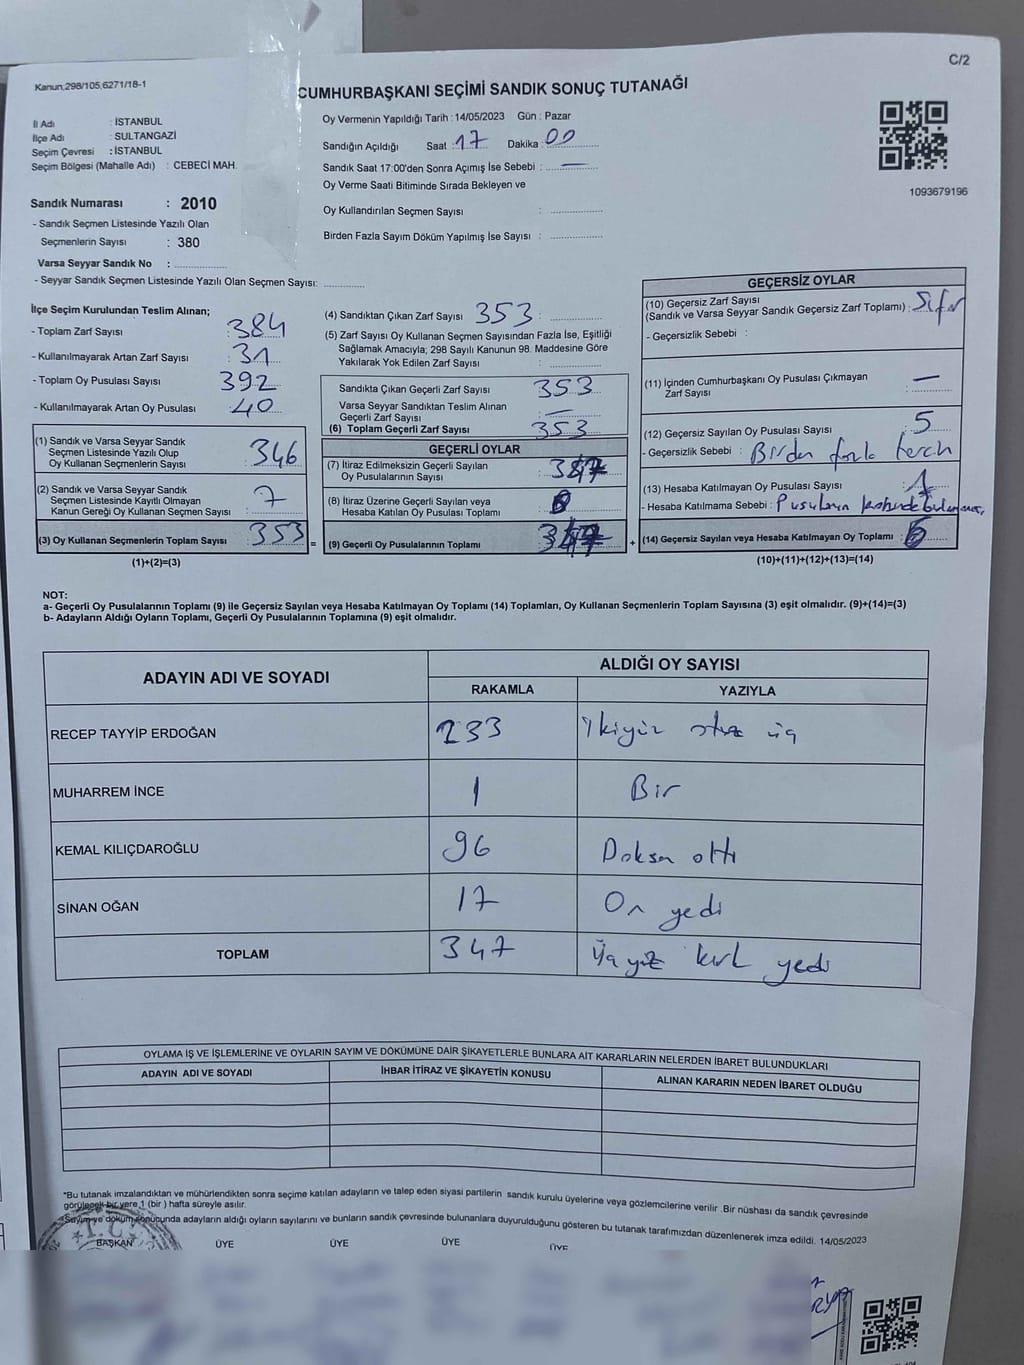 C/2
Kanun;298/105,6271/18-1
CUMHURBAŞKANI SEÇİMİ SANDIK SONUÇ TUTANAĞI
İl Adı : İSTANBUL
İlçe Adı : SULTANGAZİ
Seçim Çevresi : İSTANBUL
Seçim Bölgesi (Mahalle Adı) : CEBECİ MAH.
Oy Vermenin Yapıldığı Tarih : 14/05/2023 Gün : Pazar
Sandığın Açıldığı Saat : 17 Dakika : 00
Sandık Saat 17:00'den Sonra Açımış İse Sebebi : —
Oy Verme Saati Bitiminde Sırada Bekleyen ve
Oy Kullandırılan Seçmen Sayısı :
Birden Fazla Sayım Döküm Yapılmış İse Sayısı :
1093679196
Sandık Numarası : 2010
- Sandık Seçmen Listesinde Yazılı Olan
Seçmenlerin Sayısı : 380
Varsa Seyyar Sandık No :
- Seyyar Sandık Seçmen Listesinde Yazılı Olan Seçmen Sayısı:
İlçe Seçim Kurulundan Teslim Alınan;
- Toplam Zarf Sayısı : 384
- Kullanılmayarak Artan Zarf Sayısı : 31
- Toplam Oy Pusulası Sayısı : 392
- Kullanılmayarak Artan Oy Pusulası : 40
(1) Sandık ve Varsa Seyyar Sandık
Seçmen Listesinde Yazılı Olup
Oy Kullanan Seçmenlerin Sayısı : 346
(2) Sandık ve Varsa Seyyar Sandık
Seçmen Listesinde Kayıtlı Olmayan
Kanun Gereği Oy Kullanan Seçmen Sayısı : 7
(3) Oy Kullanan Seçmenlerin Toplam Sayısı : 353 =
(1)+(2)=(3)
(4) Sandıktan Çıkan Zarf Sayısı : 353
(5) Zarf Sayısı Oy Kullanan Seçmen Sayısından Fazla İse, Eşitliği
Sağlamak Amacıyla; 298 Sayılı Kanunun 98. Maddesine Göre
Yakılarak Yok Edilen Zarf Sayısı :
Sandıkta Çıkan Geçerli Zarf Sayısı : 353
Varsa Seyyar Sandıktan Teslim Alınan
Geçerli Zarf Sayısı : —
(6) Toplam Geçerli Zarf Sayısı : 353
GEÇERLİ OYLAR
(7) İtiraz Edilmeksizin Geçerli Sayılan
Oy Pusulalarının Sayısı :
(8) İtiraz Üzerine Geçerli Sayılan veya
Hesaba Katılan Oy Pusulası Toplamı :
(9) Geçerli Oy Pusulalarının Toplamı : +
GEÇERSİZ OYLAR
(10) Geçersiz Zarf Sayısı
(Sandık ve Varsa Seyyar Sandık Geçersiz Zarf Toplamı) : Sıfır
- Geçersizlik Sebebi :
(11) İçinden Cumhurbaşkanı Oy Pusulası Çıkmayan
Zarf Sayısı : —
(12) Geçersiz Sayılan Oy Pusulası Sayısı : 5
- Geçersizlik Sebebi : Birden fazla tercih
(13) Hesaba Katılmayan Oy Pusulası Sayısı : 1
- Hesaba Katılmama Sebebi : Pusulanın
(14) Geçersiz Sayılan veya Hesaba Katılmayan Oy Toplamı : 6
(10)+(11)+(12)+(13)=(14)
NOT:
a- Geçerli Oy Pusulalarının Toplamı (9) ile Geçersiz Sayılan veya Hesaba Katılmayan Oy Toplamı (14) Toplamları, Oy Kullanan Seçmenlerin Toplam Sayısına (3) eşit olmalıdır. (9)+(14)=(3)
b- Adayların Aldığı Oyların Toplamı, Geçerli Oy Pusulalarının Toplamına (9) eşit olmalıdır.
ADAYIN ADI VE SOYADI
ALDIĞI OY SAYISI
RAKAMLA YAZIYLA
RECEP TAYYİP ERDOĞAN 233 İkiyüz otuz üç
MUHARREM İNCE 1 Bir
KEMAL KILIÇDAROĞLU 96 Doksan altı
SİNAN OĞAN 17 On yedi
TOPLAM 347 Üçyüz kırk yedi
OYLAMA İŞ VE İŞLEMLERİNE VE OYLARIN SAYIM VE DÖKÜMÜNE DAİR ŞİKAYETLERLE BUNLARA AİT KARARLARIN NELERDEN İBARET BULUNDUKLARI
ADAYIN ADI VE SOYADI İHBAR İTİRAZ VE ŞİKAYETİN KONUSU ALINAN KARARIN NEDEN İBARET OLDUĞU
*Bu tutanak imzalandıktan ve mühürlendikten sonra seçime katılan adayların ve talep eden siyasi partilerin sandık kurulu üyelerine veya gözlemcilerine verilir .Bir nüshası da sandık çevresinde
görülecek bir yere 1 (bir ) hafta süreyle asılır.
*Sayım ve döküm sonucunda adayların aldığı oyların sayılarını ve bunların sandık çevresinde bulunanlara duyurulduğunu gösteren bu tutanak tarafımızdan düzenlenerek imza edildi. 14/05/2023
T.C.
BAŞKAN ÜYE ÜYE ÜYE ÜYE